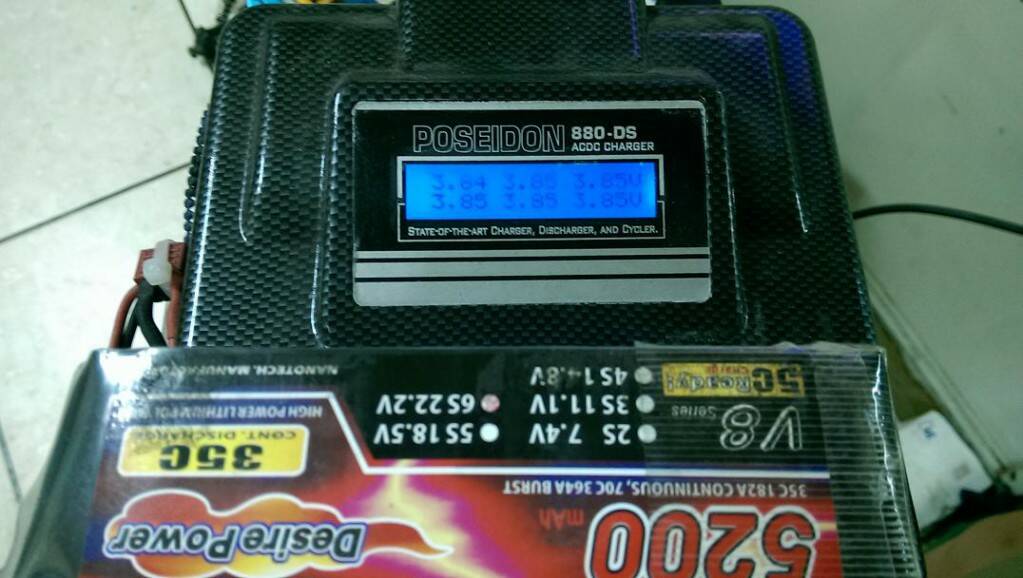 POSEIDON 880-DS
ACDC CHARGER
3.84 3.85 3.85V
3.85 3.85 3.85V
STATE-OF-THE-ART CHARGER, DISCHARGER, AND CYCLER.
5200 mAh
Desire Power
35C 182A CONTINUOUS, 70C 364A BURST
V8 Series
2S 7.4V
5S 18.5V
35C
CONT. DISCHARGE
3S 11.1V
6S 22.2V
HIGH POWER LITHIUM
5C Ready!
Charge
4S 14.8V
NANOTECH. MANUFACTUR